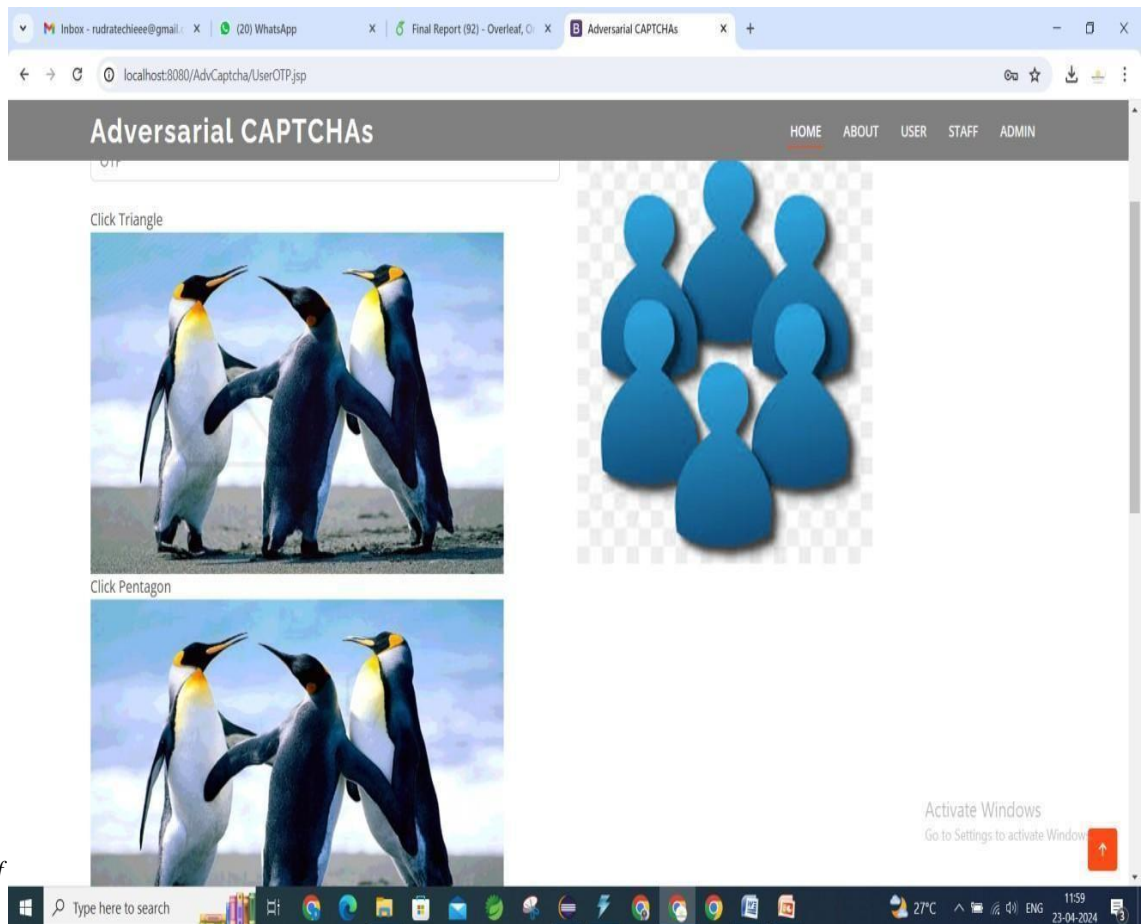 Inbox - rudratechieee@gmail.c
(20) WhatsApp
Final Report (92) - Overleaf, O
Adversarial CAPTCHAs
localhost:8080/AdvCaptcha/UserOTP.jsp
Adversarial CAPTCHAs
HOME ABOUT USER STAFF ADMIN
OTP
Click Triangle
Click Pentagon
Activate Windows
Go to Settings to activate Windows
f
Type here to search
27°C ENG 11:59
23-04-2024